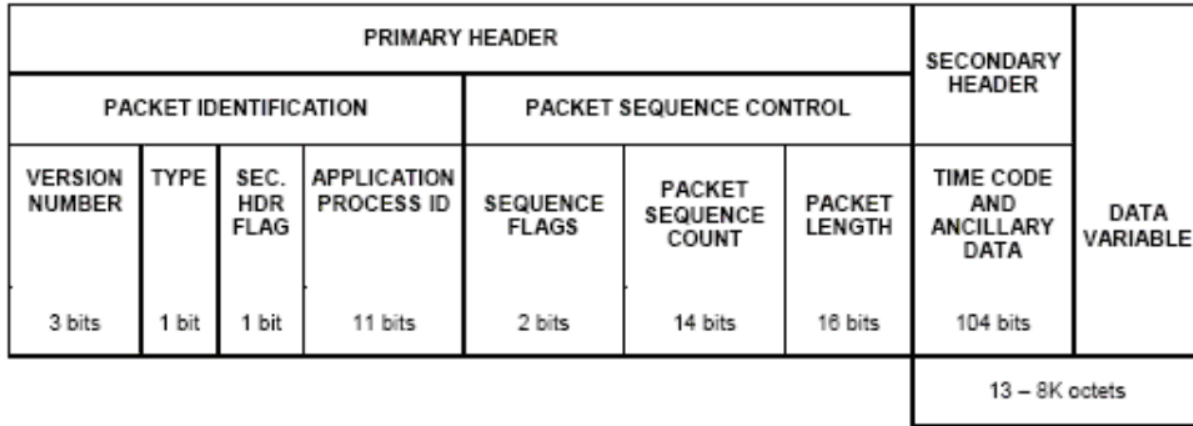 PRIMARY HEADER
SECONDARY
HEADER
PACKET IDENTIFICATION
PACKET SEQUENCE CONTROL
VERSION
NUMBER
TYPE
SEC.
HDR
FLAG
APPLICATION
PROCESS ID
SEQUENCE
FLAGS
PACKET
SEQUENCE
COUNT
PACKET
LENGTH
TIME CODE
AND
ANCILLARY
DATA
DATA
VARIABLE
3 bits
1 bit
1 bit
11 bits
2 bits
14 bits
16 bits
104 bits
13 – 8K octets